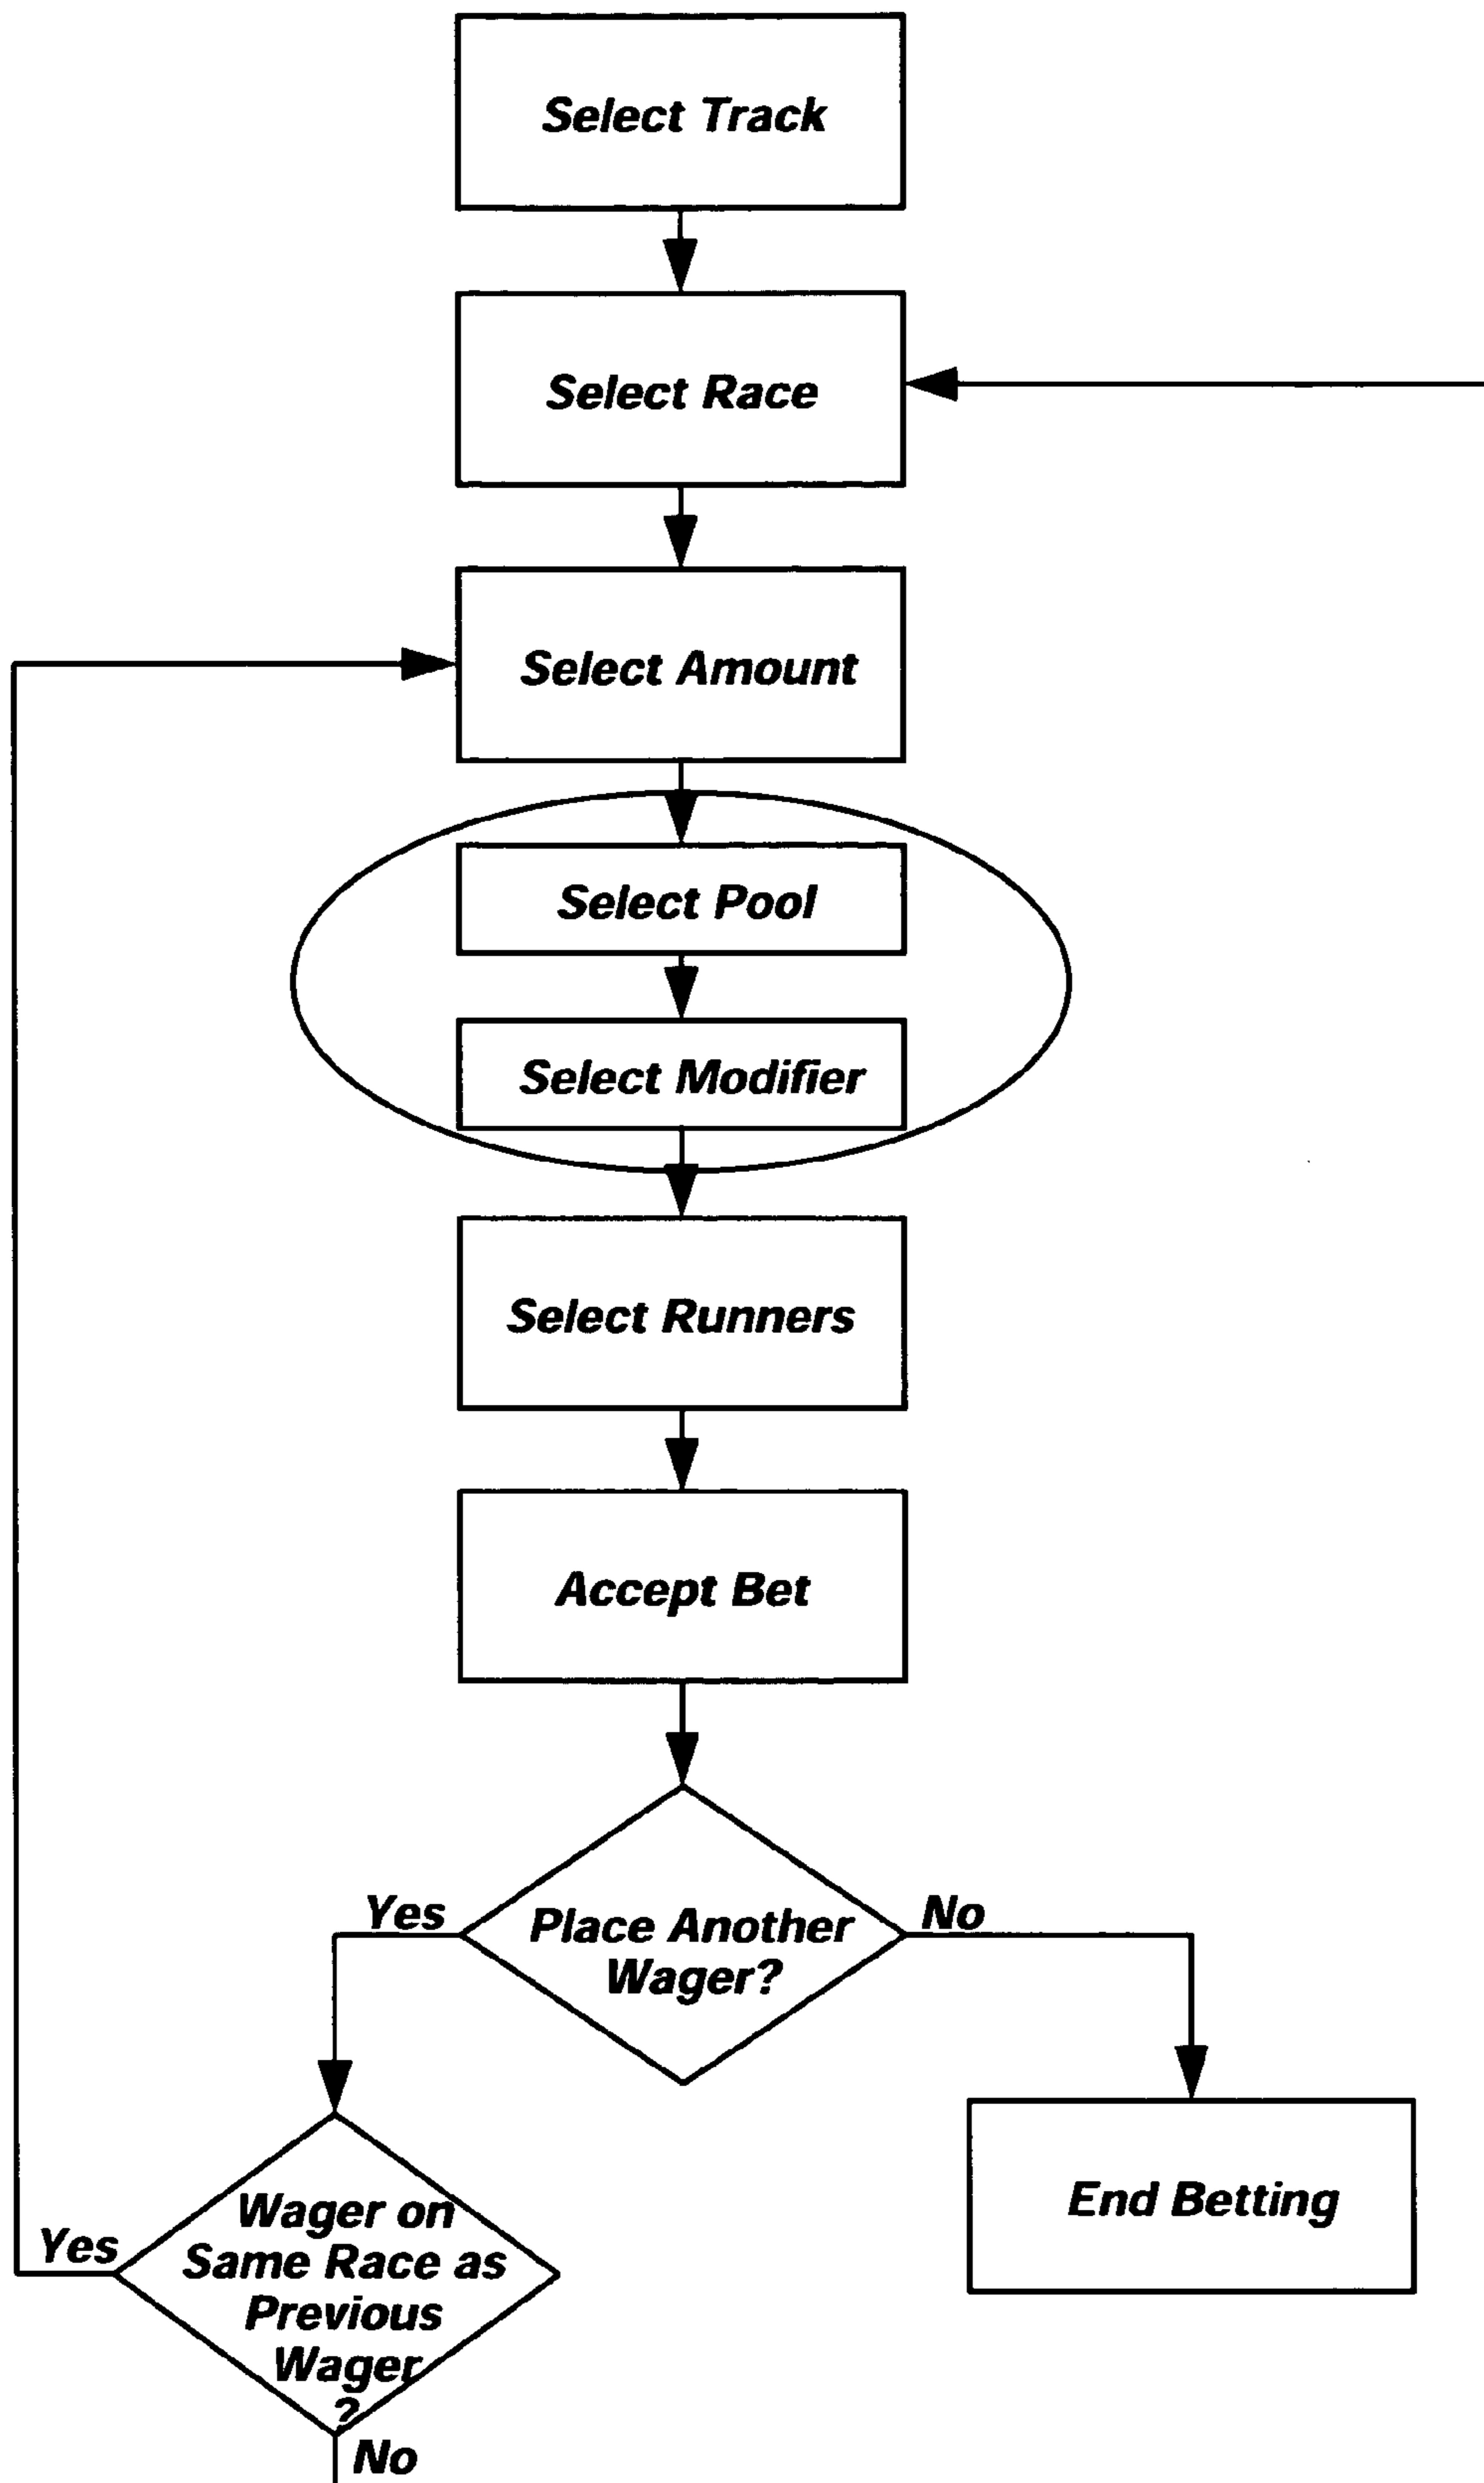 Select Track
Select Race
Select Amount
Select Pool
Select Modifier
Select Runners
Accept Bet
Yes
Place Another
Wager?
No
Wager on
Same Race as
Previous
Wager
?
Yes
End Betting
No